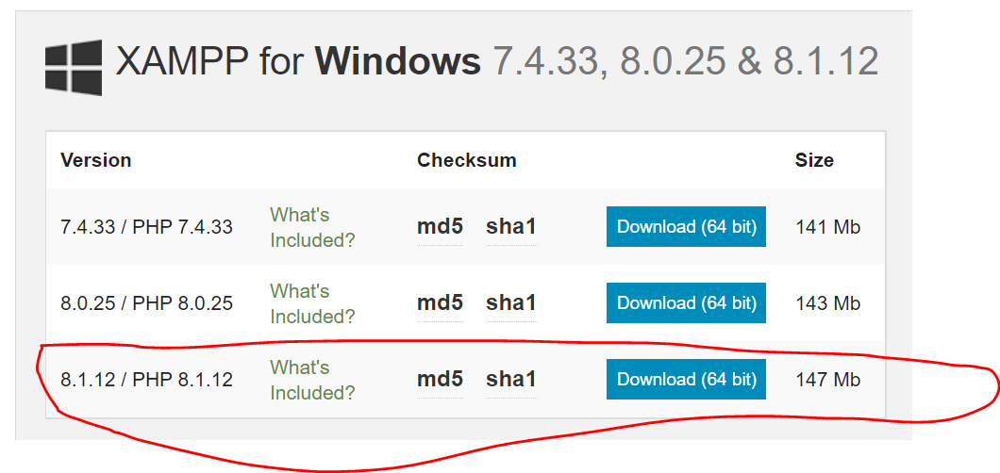 XAMPP for Windows 7.4.33, 8.0.25 & 8.1.12
Version Checksum Size
7.4.33 / PHP 7.4.33 What's Included? md5 sha1 Download (64 bit) 141 Mb
8.0.25 / PHP 8.0.25 What's Included? md5 sha1 Download (64 bit) 143 Mb
8.1.12 / PHP 8.1.12 What's Included? md5 sha1 Download (64 bit) 147 Mb